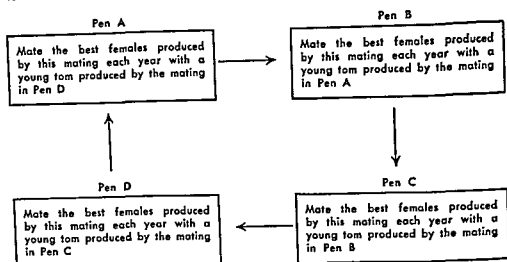 Pen A
Mate the best females produced
by this mating each year with a
young tom produced by the mating
in Pen D
Pen B
Mate the best females produced
by this mating each year with a
young tom produced by the mating
in Pen A
Pen D
Mate the best females produced
by this mating each year with a
young tom produced by the mating
in Pen C
Pen C
Mate the best females produced
by this mating each year with a
young tom produced by the mating
in Pen B